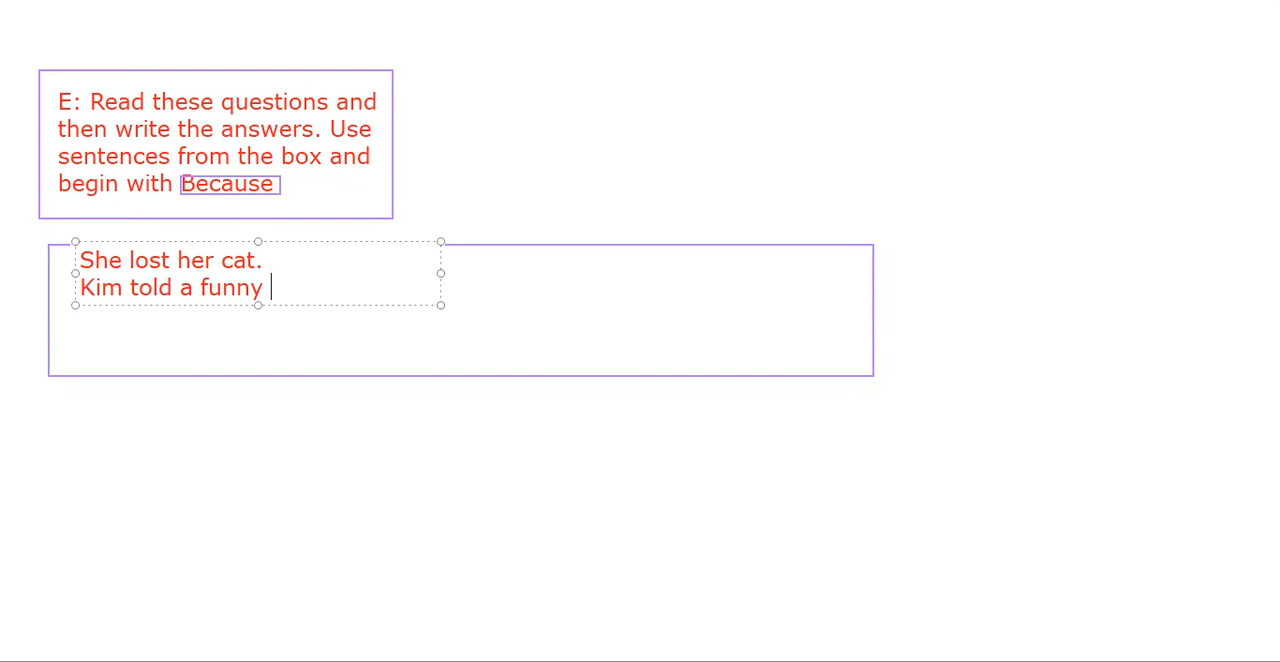 E: Read these questions and
then write the answers. Use
sentences from the box and
begin with Because
She lost her cat.
Kim told a funny